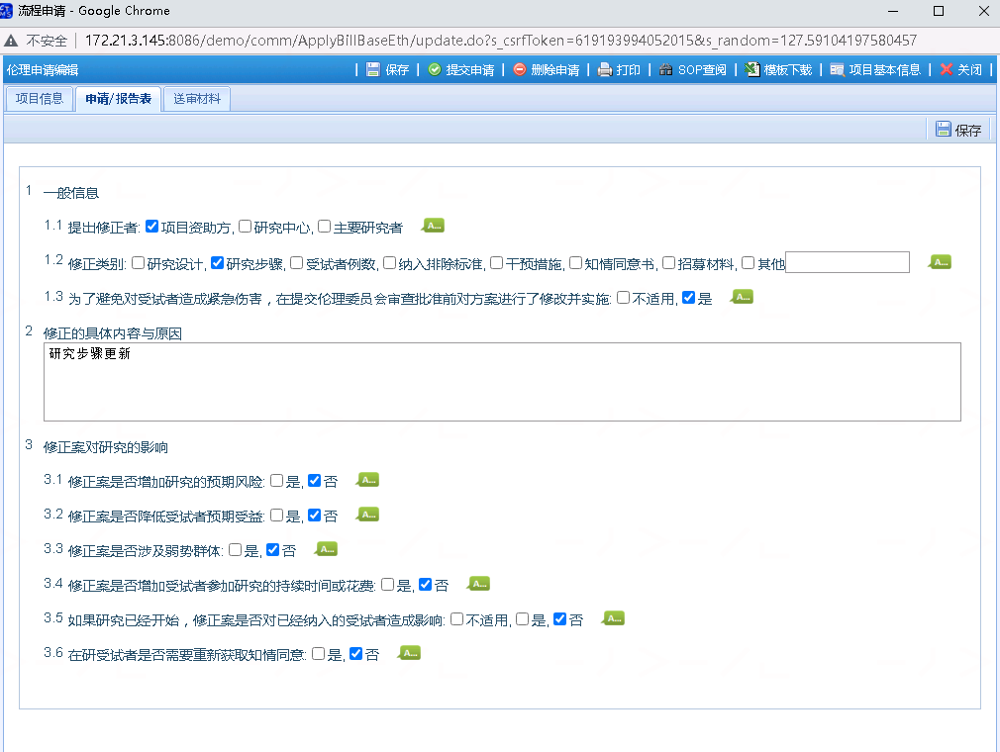 流程申请 - Google Chrome
不安全 172.21.3.145:8086/demo/comm/ApplyBillBaseEth/update.do?s_csrfToken=619193994052015&s_random=127.59104197580457
伦理申请编辑 | 保存 | 提交申请 | 删除申请 | 打印 | SOP查阅 | 模板下载 | 项目基本信息 | 关闭 |
项目信息 申请/报告表 送审材料
保存
1 一般信息
1.1 提出修正者: 项目资助方, 研究中心, 主要研究者 A...
1.2 修正类别: 研究设计, 研究步骤, 受试者例数, 纳入排除标准, 干预措施, 知情同意书, 招募材料, 其他 A...
1.3 为了避免对受试者造成紧急伤害，在提交伦理委员会审查批准前对方案进行了修改并实施: 不适用, 是 A...
2 修正的具体内容与原因
研究步骤更新
3 修正案对研究的影响
3.1 修正案是否增加研究的预期风险: 是, 否 A...
3.2 修正案是否降低受试者预期受益: 是, 否 A...
3.3 修正案是否涉及弱势群体: 是, 否 A...
3.4 修正案是否增加受试者参加研究的持续时间或花费: 是, 否 A...
3.5 如果研究已经开始，修正案是否对已经纳入的受试者造成影响: 不适用, 是, 否 A...
3.6 在研受试者是否需要重新获取知情同意: 是, 否 A...